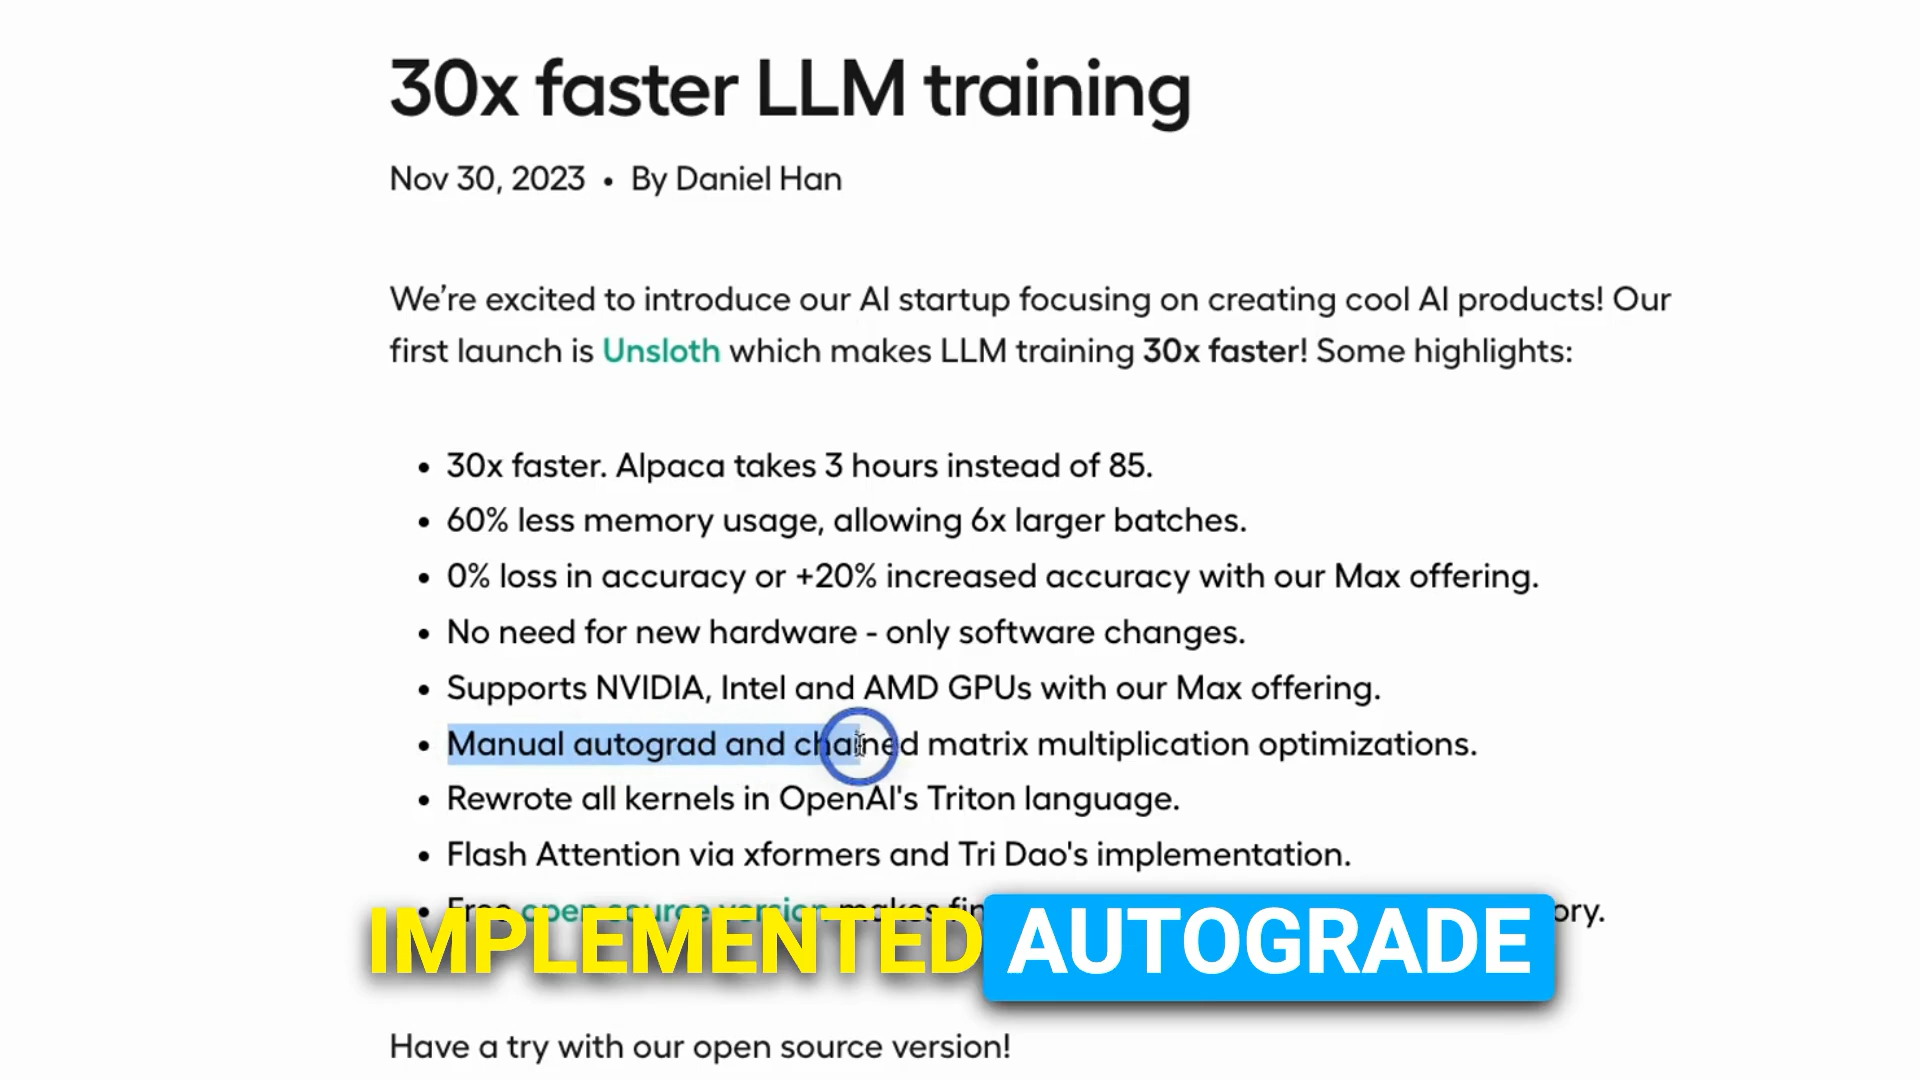 30x faster LLM training
Nov 30, 2023 • By Daniel Han
We're excited to introduce our AI startup focusing on creating cool AI products! Our
first launch is Unsloth which makes LLM training 30x faster! Some highlights:
• 30x faster. Alpaca takes 3 hours instead of 85.
• 60% less memory usage, allowing 6x larger batches.
• 0% loss in accuracy or +20% increased accuracy with our Max offering.
• No need for new hardware - only software changes.
• Supports NVIDIA, Intel and AMD GPUs with our Max offering.
• Manual autograd and chained matrix multiplication optimizations.
• Rewrote all kernels in OpenAI's Triton language.
• Flash Attention via xformers and Tri Dao's implementation.
• Free open source version makes
IMPLEMENTED AUTOGRADE
Have a try with our open source version!